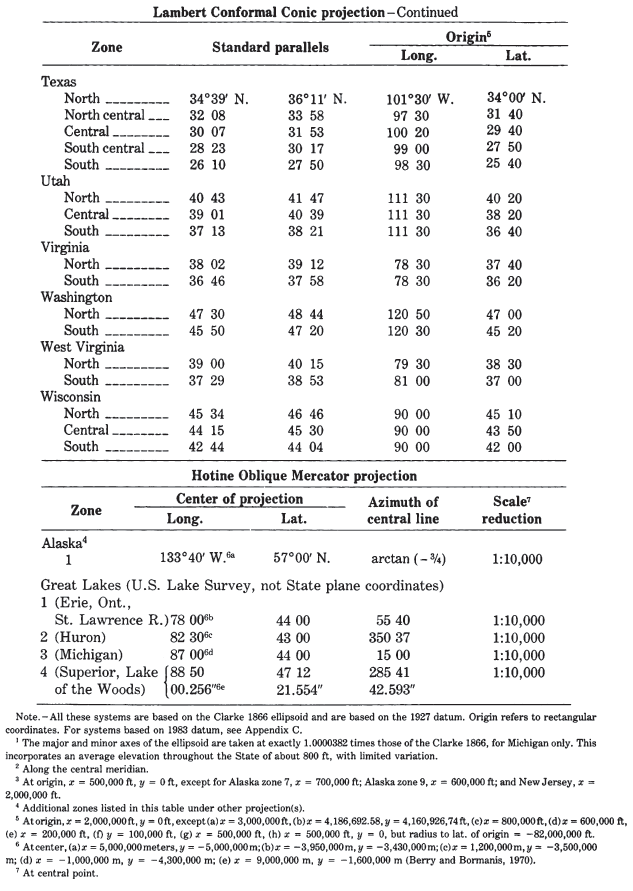 Lambert Conformal Conic projection–Continued
Zone Standard parallels Origin⁵
Long. Lat.
Texas
North __________ 34°39′ N. 36°11′ N. 101°30′ W. 34°00′ N.
North central ___ 32 08 33 58 97 30 31 40
Central _________ 30 07 31 53 100 20 29 40
South central ___ 28 23 30 17 99 00 27 50
South __________ 26 10 27 50 98 30 25 40
Utah
North __________ 40 43 41 47 111 30 40 20
Central _________ 39 01 40 39 111 30 38 20
South __________ 37 13 38 21 111 30 36 40
Virginia
North __________ 38 02 39 12 78 30 37 40
South __________ 36 46 37 58 78 30 36 20
Washington
North __________ 47 30 48 44 120 50 47 00
South __________ 45 50 47 20 120 30 45 20
West Virginia
North __________ 39 00 40 15 79 30 38 30
South __________ 37 29 38 53 81 00 37 00
Wisconsin
North __________ 45 34 46 46 90 00 45 10
Central _________ 44 15 45 30 90 00 43 50
South __________ 42 44 44 04 90 00 42 00
Hotine Oblique Mercator projection
Zone Center of projection Azimuth of Scale⁷
Long. Lat. central line reduction
Alaska⁴
1 133°40′ W.⁶ᵃ 57°00′ N. arctan (–¾) 1:10,000
Great Lakes (U.S. Lake Survey, not State plane coordinates)
1 (Erie, Ont.,
St. Lawrence R.) 78 00⁶ᵇ 44 00 55 40 1:10,000
2 (Huron) 82 30⁶ᶜ 43 00 350 37 1:10,000
3 (Michigan) 87 00⁶ᵈ 44 00 15 00 1:10,000
4 (Superior, Lake { 88 50 47 12 285 41 1:10,000
of the Woods) 00.256″⁶ᵉ 21.554″ 42.593″
Note.–All these systems are based on the Clarke 1866 ellipsoid and are based on the 1927 datum. Origin refers to rectangular
coordinates. For systems based on 1983 datum, see Appendix C.
¹ The major and minor axes of the ellipsoid are taken at exactly 1.0000382 times those of the Clarke 1866, for Michigan only. This
incorporates an average elevation throughout the State of about 800 ft, with limited variation.
² Along the central meridian.
³ At origin, x = 500,000 ft, y = 0 ft, except for Alaska zone 7, x = 700,000 ft; Alaska zone 9, x = 600,000 ft; and New Jersey, x =
2,000,000 ft.
⁴ Additional zones listed in this table under other projection(s).
⁵ At origin, x = 2,000,000 ft, y = 0 ft, except (a) x = 3,000,000 ft, (b) x = 4,186,692.58, y = 4,160,926.74 ft, (c) x = 800,000 ft, (d) x = 600,000 ft,
(e) x = 200,000 ft, (f) y = 100,000 ft, (g) x = 500,000 ft, (h) x = 500,000 ft, y = 0, but radius to lat. of origin = –82,000,000 ft.
⁶ At center, (a) x = 5,000,000 meters, y = –5,000,000 m; (b) x = –3,950,000 m, y = –3,430,000 m; (c) x = 1,200,000 m, y = –3,500,000
m; (d) x = –1,000,000 m, y = –4,300,000 m; (e) x = 9,000,000 m, y = –1,600,000 m (Berry and Bormanis, 1970).
⁷ At central point.